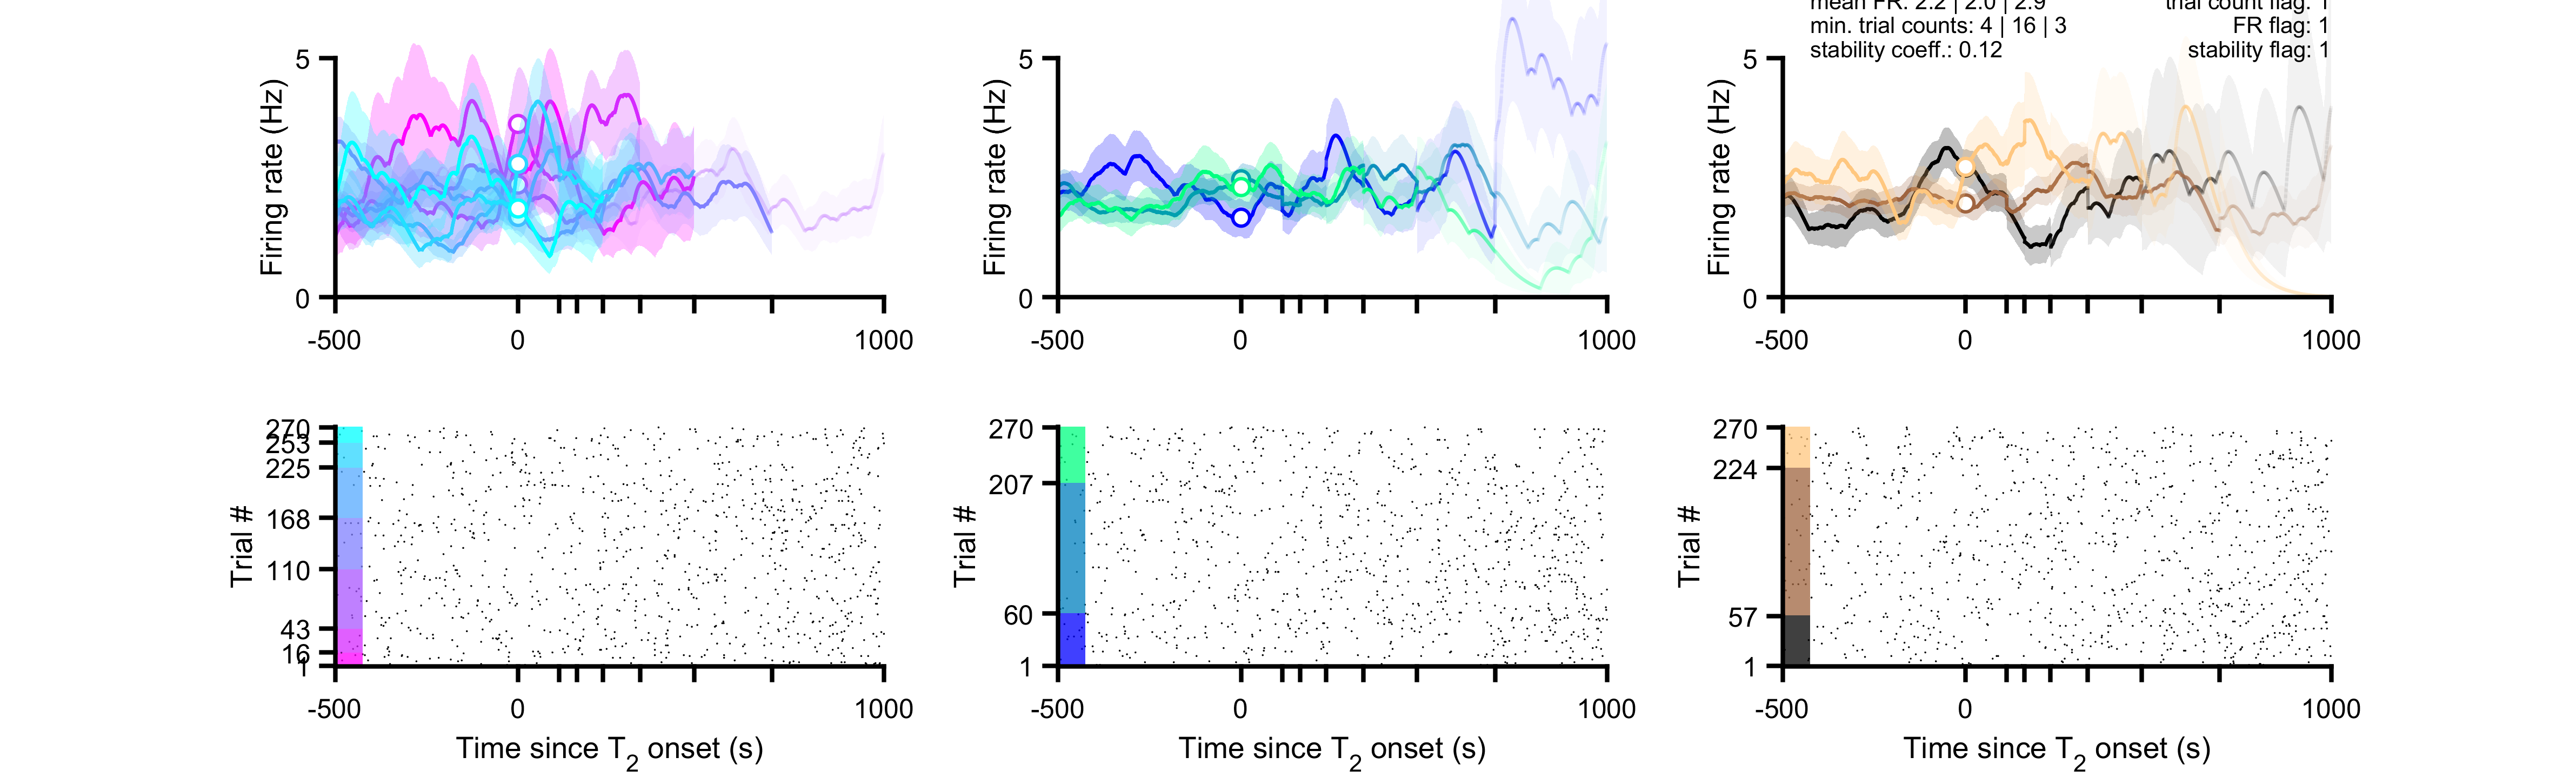 mean FR: 2.2 | 2.0 | 2.9 trial count flag: 1
min. trial counts: 4 | 16 | 3 FR flag: 1
stability coeff.: 0.12 stability flag: 1
Firing rate (Hz)
5
0
-500 0 1000
Firing rate (Hz)
5
0
-500 0 1000
Firing rate (Hz)
5
0
-500 0 1000
Trial #
270
253
225
168
110
43
16
1
-500 0 1000
Time since T2 onset (s)
Trial #
270
207
60
1
-500 0 1000
Time since T2 onset (s)
Trial #
270
224
57
1
-500 0 1000
Time since T2 onset (s)